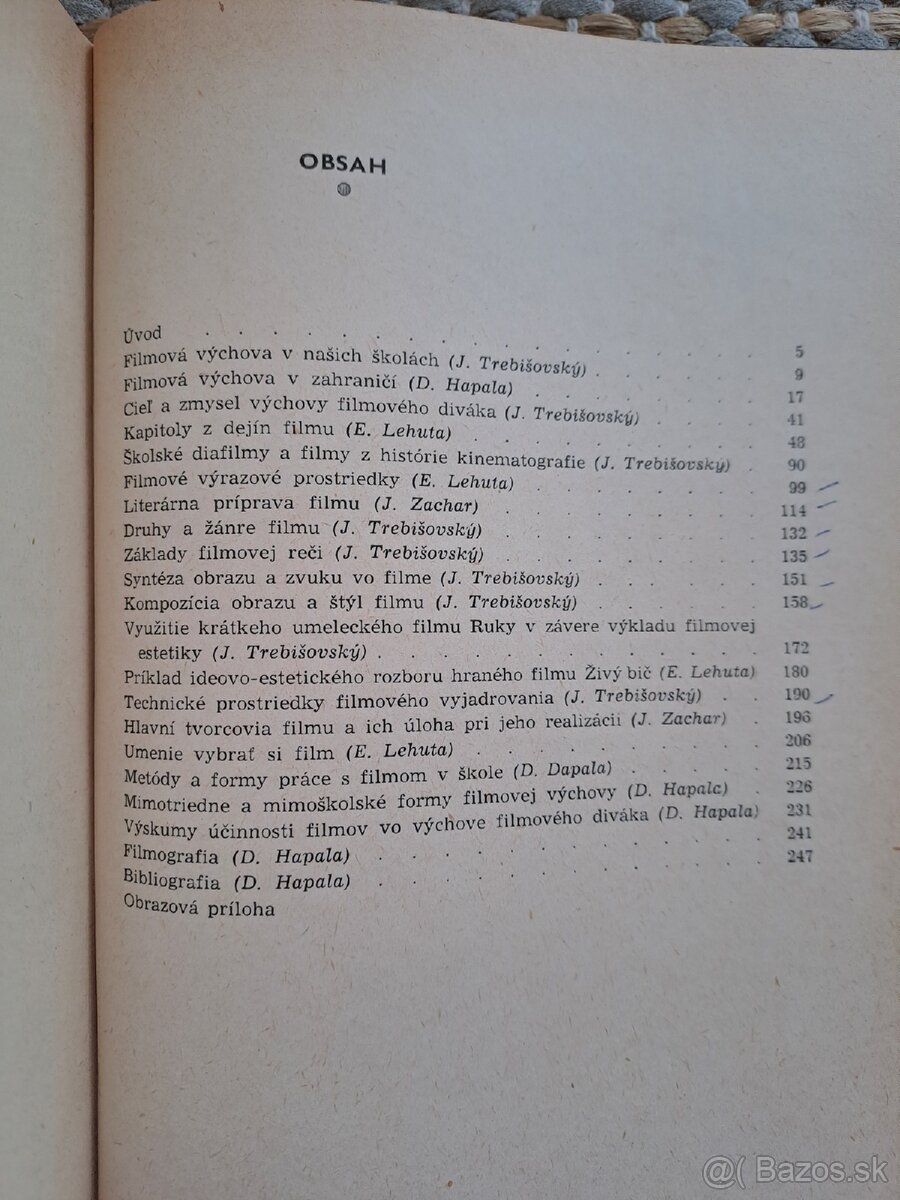 OBSAH
Úvod . . . . . . . . . . . . 5
Filmová výchova v našich školách (J. Trebišovský) . . . . . 9
Filmová výchova v zahraničí (D. Hapala) . . . . . . . 17
Cieľ a zmysel výchovy filmového diváka (J. Trebišovský) . . . . 41
Kapitoly z dejín filmu (E. Lehuta) . . . . . . . . 48
Školské diafilmy a filmy z histórie kinematografie (J. Trebišovský) . 90
Filmové výrazové prostriedky (E. Lehuta) . . . . . . 99
Literárna príprava filmu (J. Zachar) . . . . . . . 114
Druhy a žánre filmu (J. Trebišovský) . . . . . . . 132
Základy filmovej reči (J. Trebišovský) . . . . . . . 135
Syntéza obrazu a zvuku vo filme (J. Trebišovský) . . . . . 151
Kompozícia obrazu a štýl filmu (J. Trebišovský) . . . . . 158
Využitie krátkeho umeleckého filmu Ruky v závere výkladu filmovej
estetiky (J. Trebišovský) . . . . . . . . . . 172
Príklad ideovo-estetického rozboru hraného filmu Živý bič (E. Lehuta) 180
Technické prostriedky filmového vyjadrovania (J. Trebišovský) . . 190
Hlavní tvorcovia filmu a ich úloha pri jeho realizácii (J. Zachar) . 196
Umenie vybrať si film (E. Lehuta) . . . . . . . . 206
Metódy a formy práce s filmom v škole (D. Dapala) . . . . 215
Mimotriedne a mimoškolské formy filmovej výchovy (D. Hapalc) . 226
Výskumy účinnosti filmov vo výchove filmového diváka (D. Hapala) 231
Filmografia (D. Hapala) . . . . . . . . . . 241
Bibliografia (D. Hapala) . . . . . . . . . . 247
Obrazová príloha
@( Bazos.sk